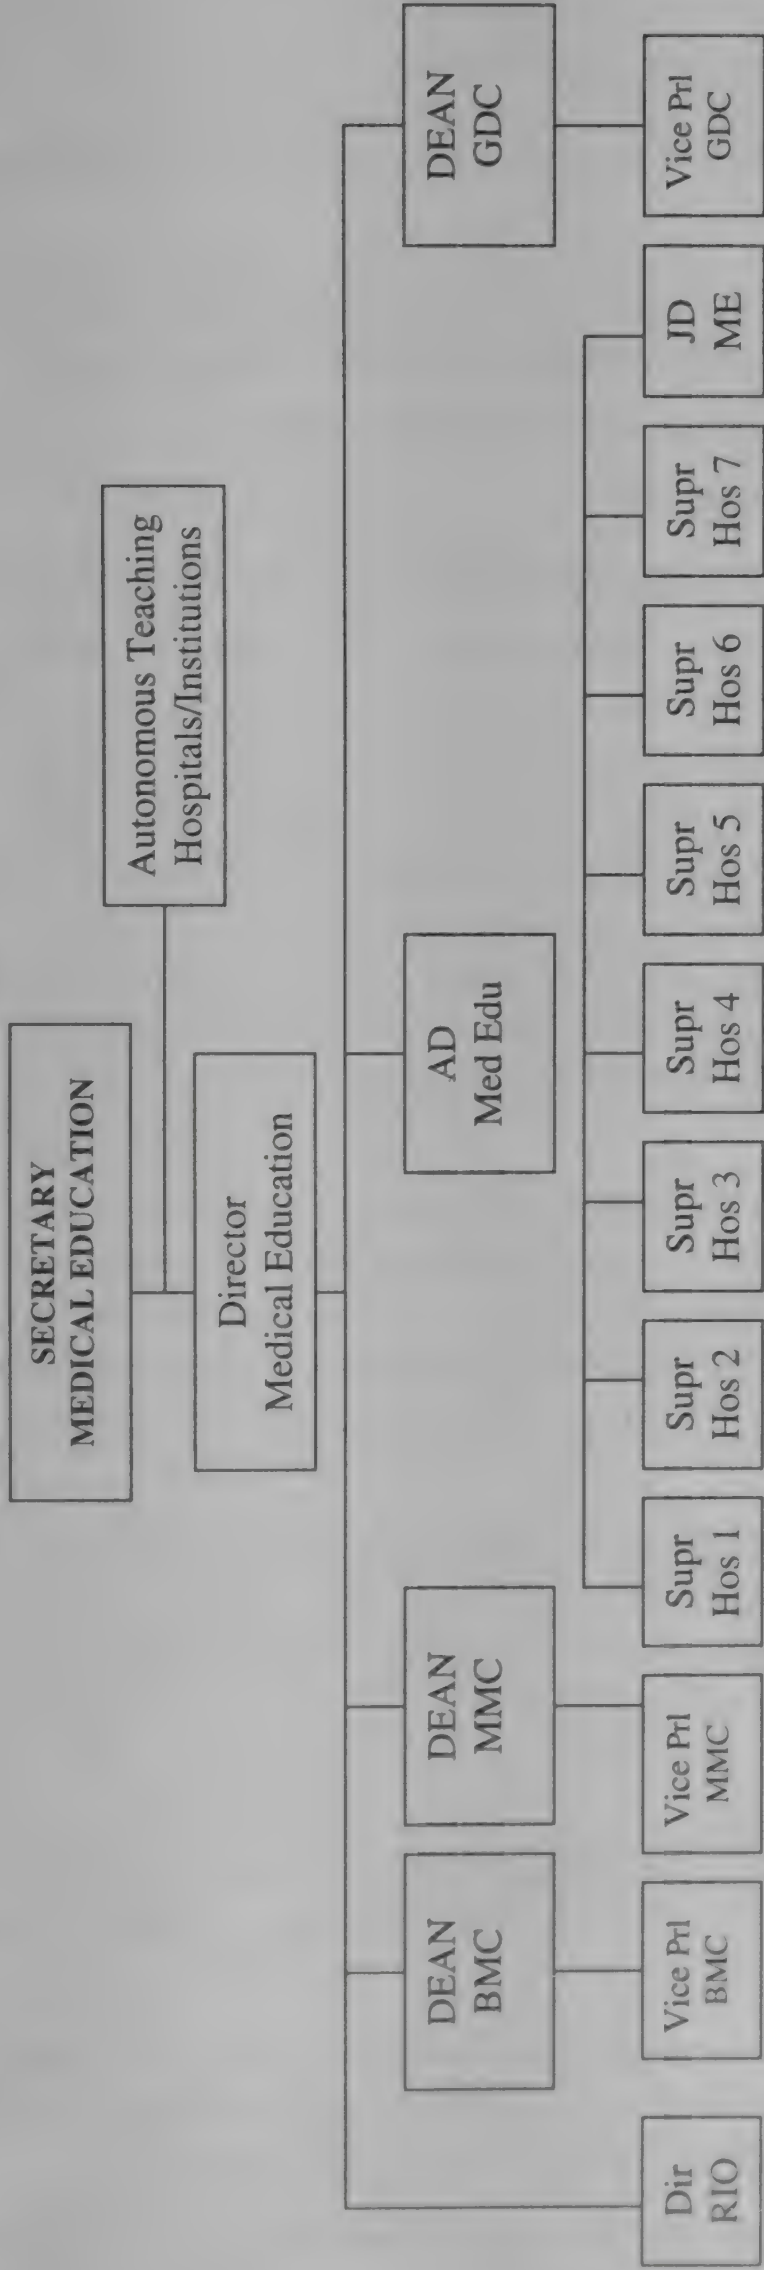 SECRETARY
MEDICAL EDUCATION
Autonomous Teaching
Hospitals/Institutions
Director
Medical Education
DEAN
BMC
DEAN
MMC
AD
Med Edu
DEAN
GDC
Dir
RIO
Vice Prl
BMC
Vice Prl
MMC
Supr
Hos 1
Supr
Hos 2
Supr
Hos 3
Supr
Hos 4
Supr
Hos 5
Supr
Hos 6
Supr
Hos 7
JD
ME
Vice Prl
GDC